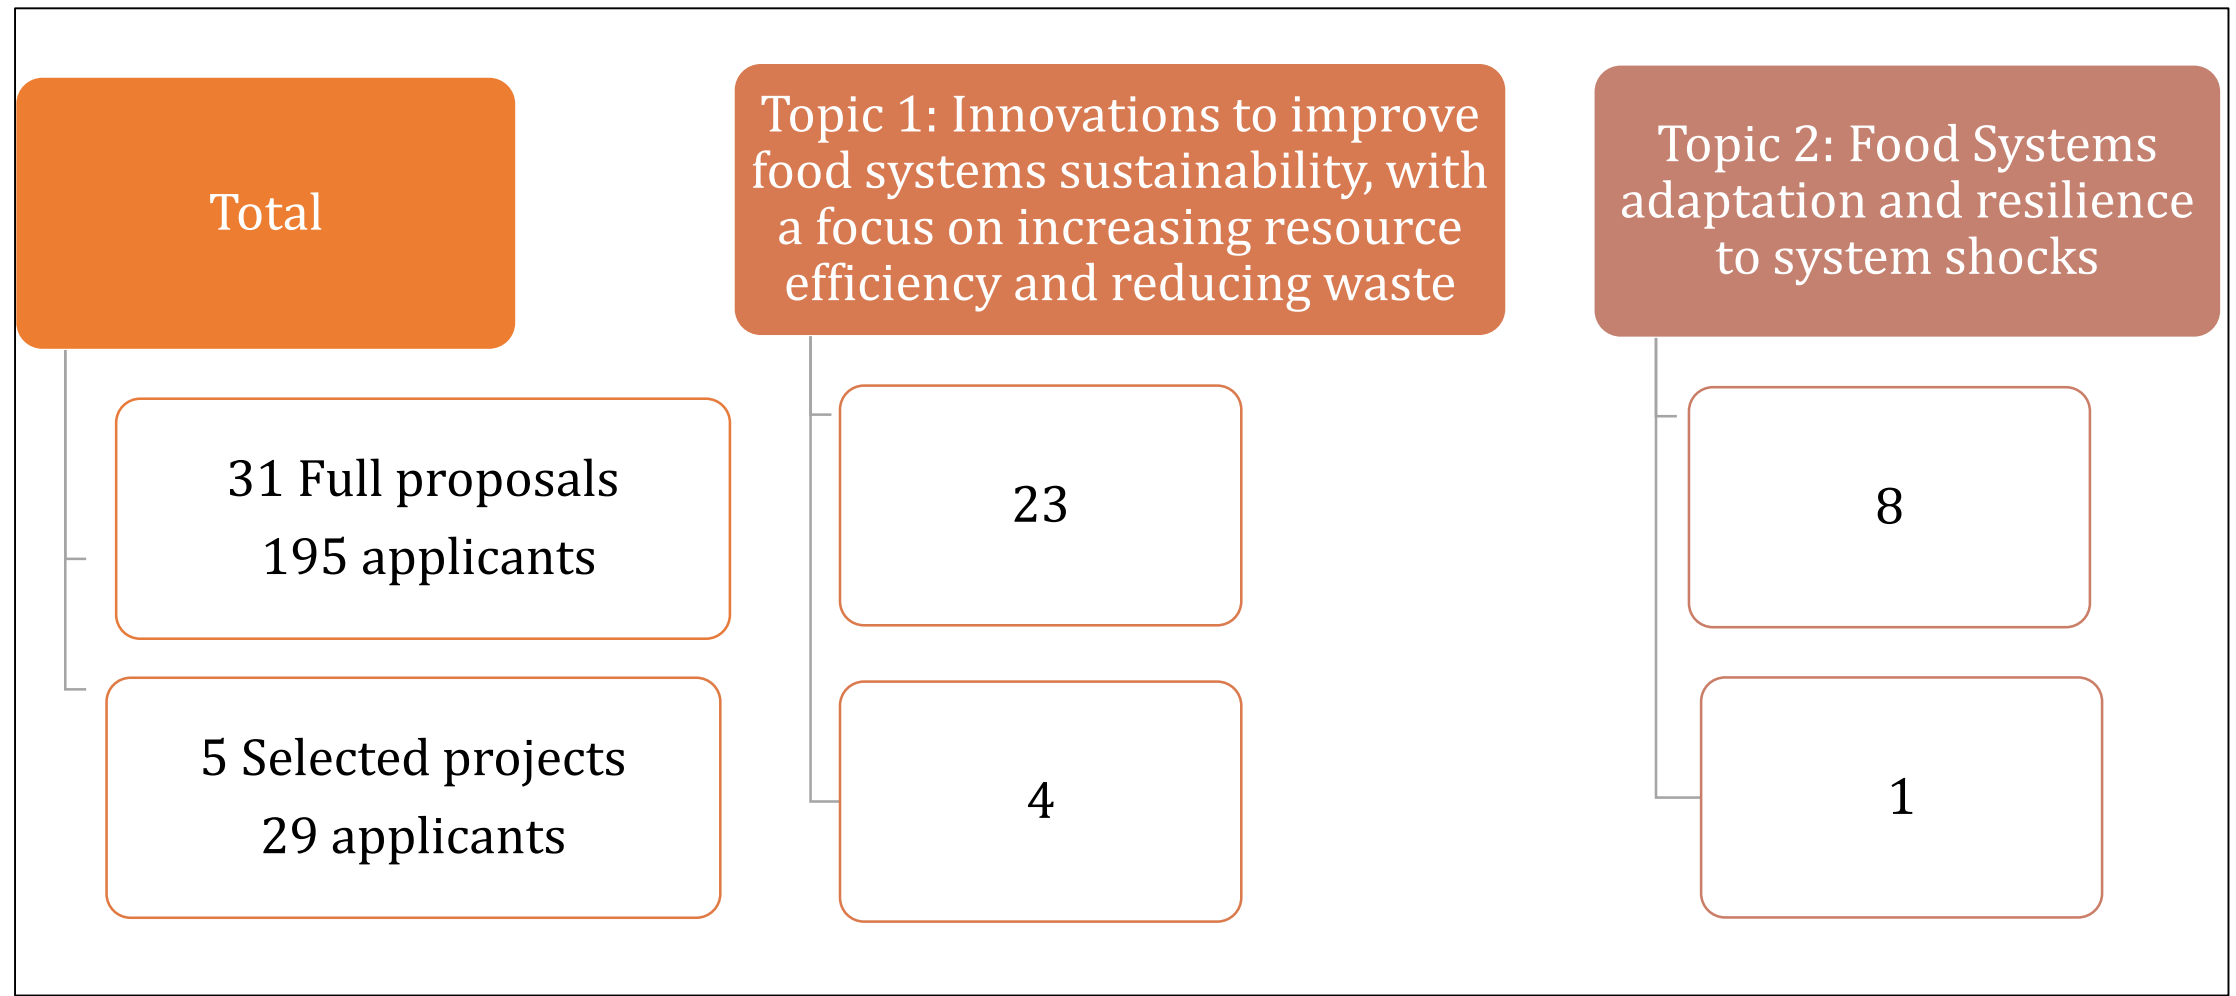 Total
31 Full proposals
195 applicants
5 Selected projects
29 applicants
Topic 1: Innovations to improve
food systems sustainability, with
a focus on increasing resource
efficiency and reducing waste
23
4
Topic 2: Food Systems
adaptation and resilience
to system shocks
8
1